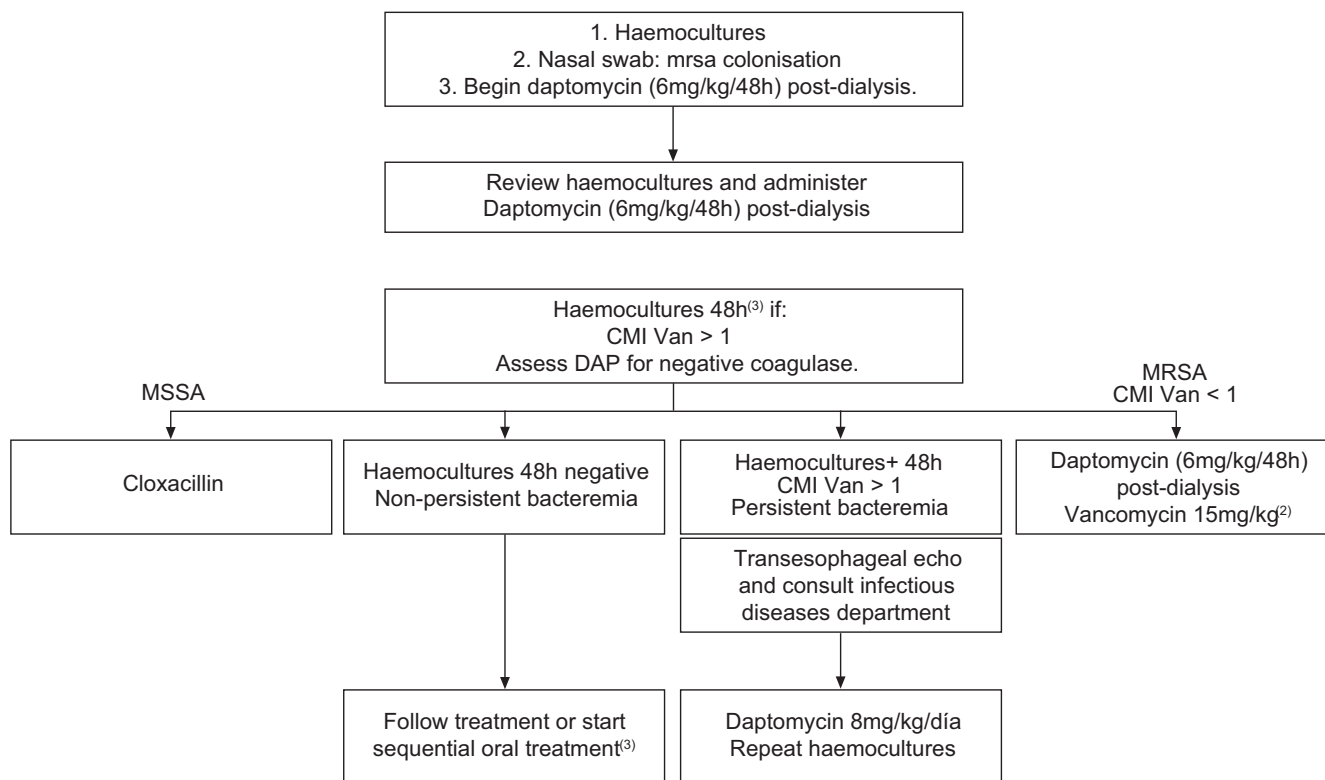 1. Haemocultures
2. Nasal swab: mrsa colonisation
3. Begin daptomycin (6mg/kg/48h) post-dialysis.
Review haemocultures and administer
Daptomycin (6mg/kg/48h) post-dialysis
Haemocultures 48h(3) if:
CMI Van > 1
Assess DAP for negative coagulase.
MSSA
MRSA
CMI Van < 1
Cloxacillin
Haemocultures 48h negative
Non-persistent bacteremia
Haemocultures+ 48h
CMI Van > 1
Persistent bacteremia
Daptomycin (6mg/kg/48h)
post-dialysis
Vancomycin 15mg/kg(2)
Transesophageal echo
and consult infectious
diseases department
Follow treatment or start
sequential oral treatment(3)
Daptomycin 8mg/kg/día
Repeat haemocultures